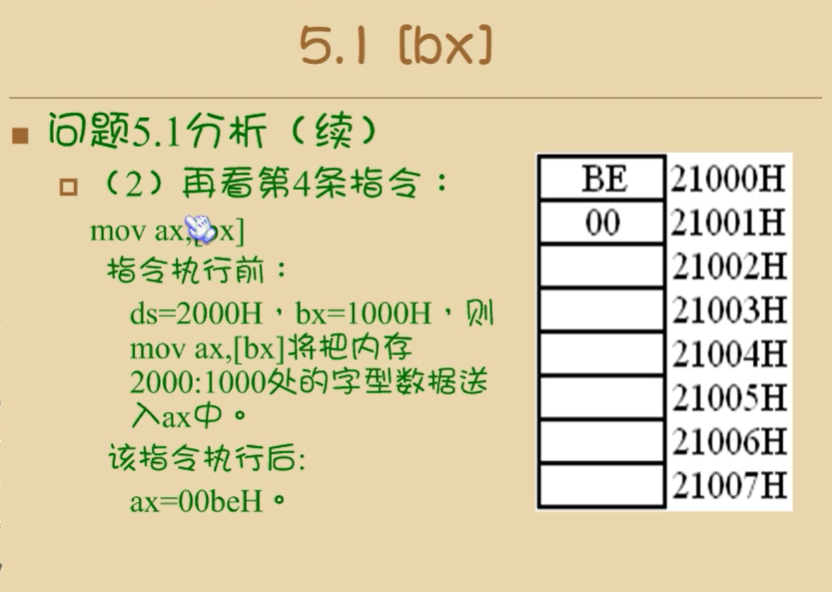 5.1 [bx]
问题5.1分析（续）
（2）再看第4条指令：
mov ax,[bx]
指令执行前：
ds=2000H，bx=1000H，则
mov ax,[bx]将把内存
2000:1000处的字型数据送
入ax中。
该指令执行后:
ax=00beH。
BE 21000H
00 21001H
21002H
21003H
21004H
21005H
21006H
21007H